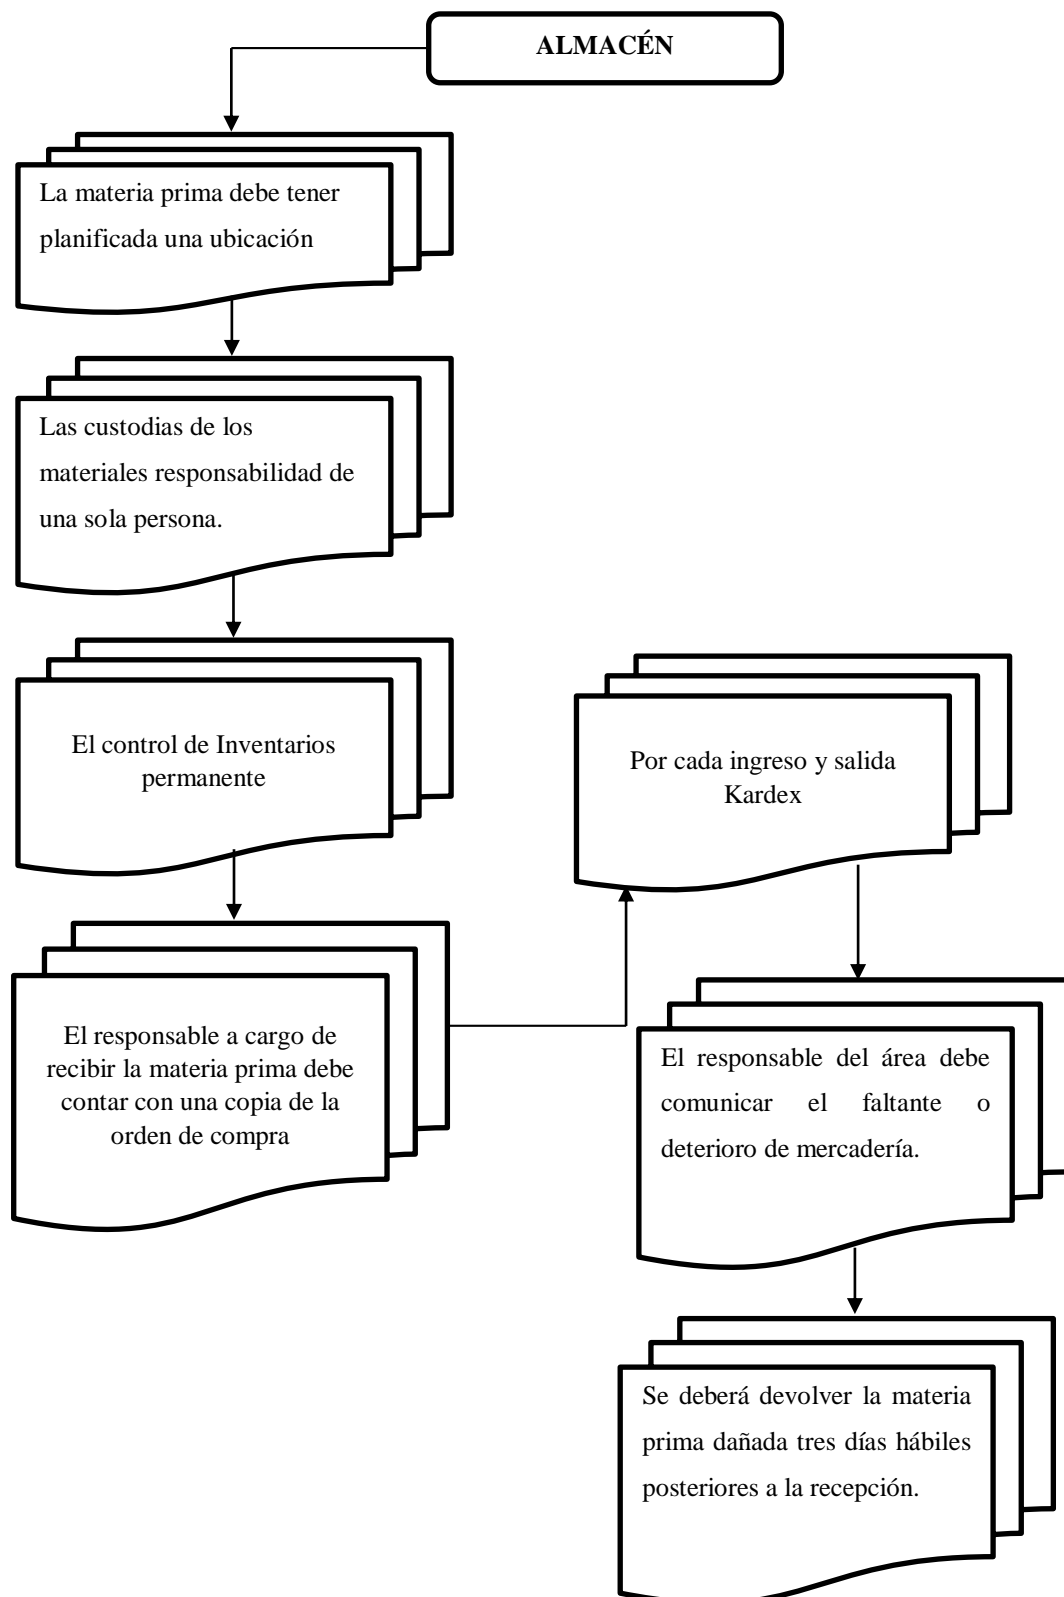 ALMACÉN
La materia prima debe tener
planificada una ubicación
Las custodias de los
materiales responsabilidad de
una sola persona.
El control de Inventarios
permanente
El responsable a cargo de
recibir la materia prima debe
contar con una copia de la
orden de compra
Por cada ingreso y salida
Kardex
El responsable del área debe
comunicar el faltante o
deterioro de mercadería.
Se deberá devolver la materia
prima dañada tres días hábiles
posteriores a la recepción.